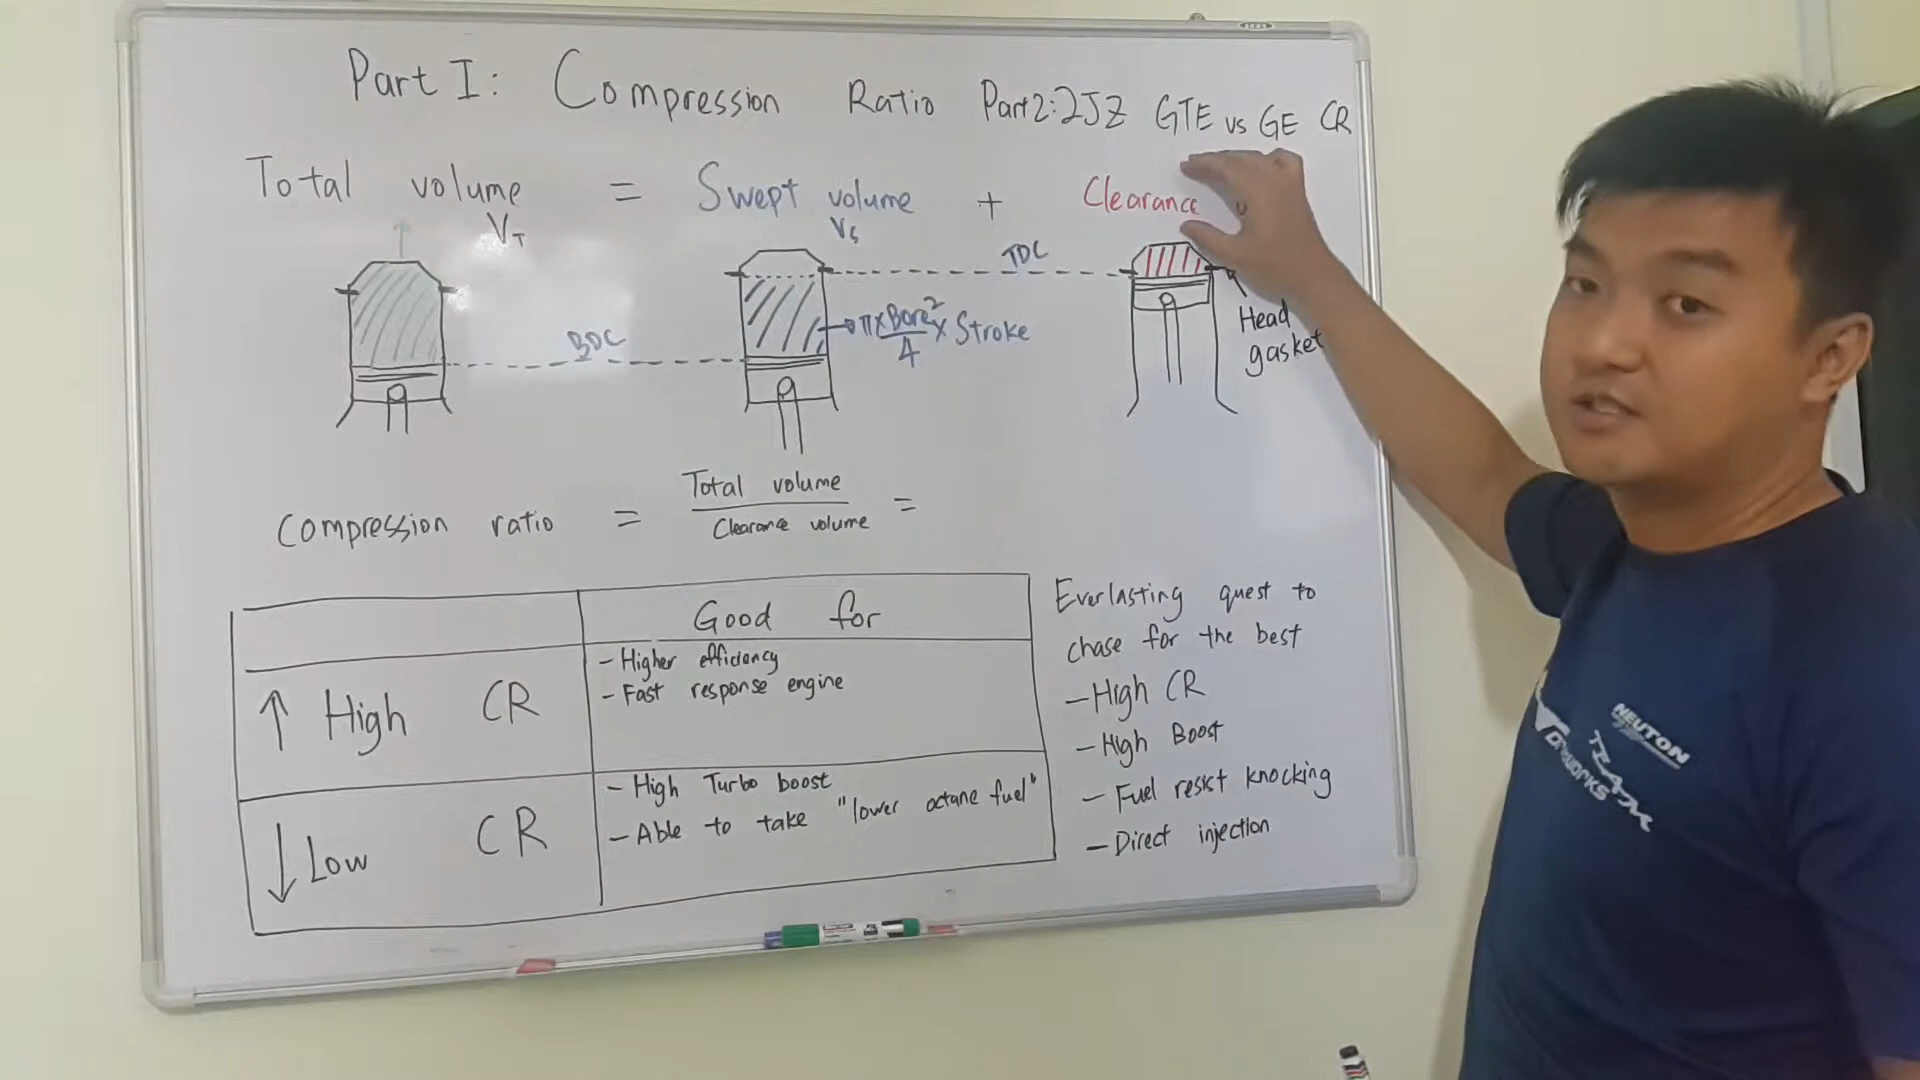 Part I: Compression Ratio Part2: 2JZ GTE vs GE CR
Total volume = Swept volume + Clearance
VT
Vs
TDC
BDC
π x Bore² x Stroke
4
Head
gasket
Total volume
Compression ratio = =
Clearance volume
Good for
↑ High CR
- Higher efficiency
- Fast response engine
↓ Low CR
- High Turbo boost
- Able to take "lower octane fuel"
Everlasting quest to
chase for the best
- High CR
- High Boost
- Fuel resist knocking
- Direct injection
NEUTON
TEAM